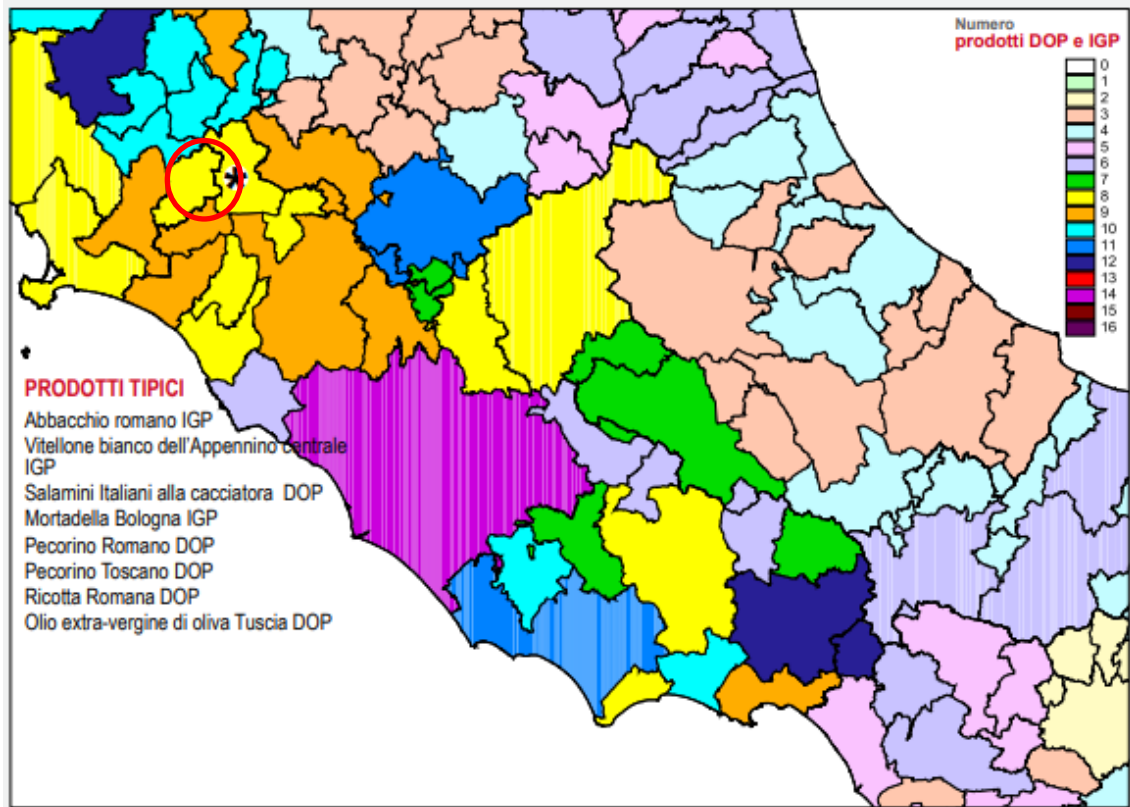 Numero
prodotti DOP e IGP
0
1
2
3
4
5
6
7
8
9
10
11
12
13
14
15
16
*
PRODOTTI TIPICI
Abbacchio romano IGP
Vitellone bianco dell'Appennino centrale
IGP
Salamini Italiani alla cacciatora DOP
Mortadella Bologna IGP
Pecorino Romano DOP
Pecorino Toscano DOP
Ricotta Romana DOP
Olio extra-vergine di oliva Tuscia DOP